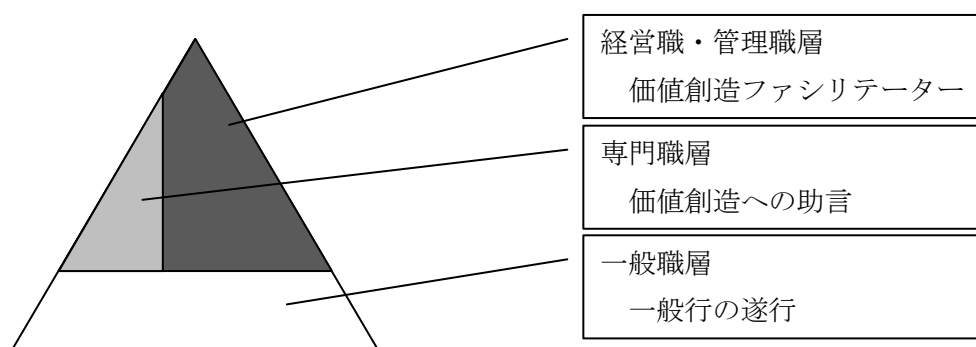 経営職・管理職層
価値創造ファシリテーター
専門職層
価値創造への助言
一般職層
一般行の遂行